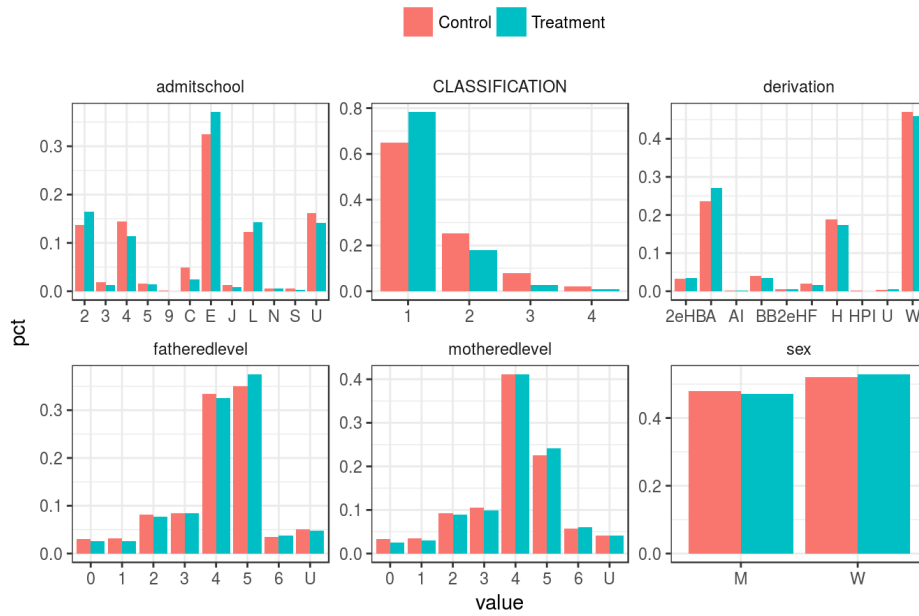 Control Treatment
admitschool CLASSIFICATION derivation
0.3
0.2
0.1
0.0
2 3 4 5 9 C E J L N S U
0.8
0.6
0.4
0.2
0.0
1 2 3 4
0.4
0.3
0.2
0.1
0.0
2eHBA AI BB2eHF H HPI U W
pct
fatheredlevel motheredlevel sex
0.3
0.2
0.1
0.0
0 1 2 3 4 5 6 U
0.4
0.3
0.2
0.1
0.0
0 1 2 3 4 5 6 U
0.4
0.2
0.0
M W
value